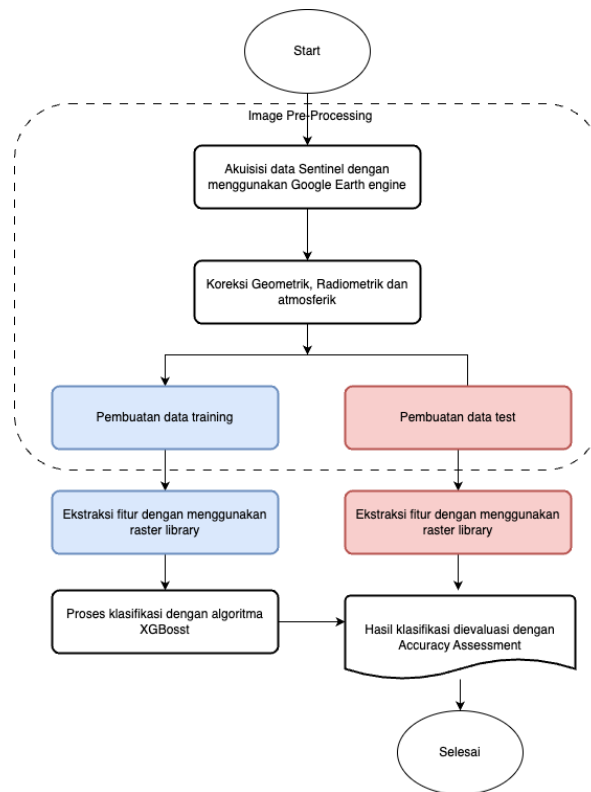 Start
Image Pre-Processing
Akuisisi data Sentinel dengan
menggunakan Google Earth engine
Koreksi Geometrik, Radiometrik dan
atmosferik
Pembuatan data training
Pembuatan data test
Ekstraksi fitur dengan menggunakan
raster library
Ekstraksi fitur dengan menggunakan
raster library
Proses klasifikasi dengan algoritma
XGBosst
Hasil klasifikasi dievaluasi dengan
Accuracy Assessment
Selesai